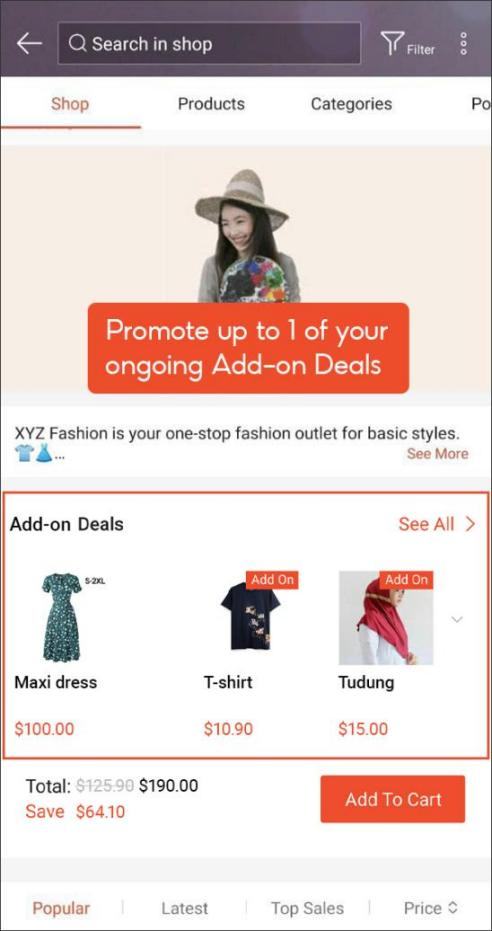 Search in shop
Filter
Shop Products Categories Po
Promote up to 1 of your
ongoing Add-on Deals
XYZ Fashion is your one-stop fashion outlet for basic styles.
👕👗...
See More
Add-on Deals
See All >
S-2XL
Add On
Add On
Maxi dress T-shirt Tudung
$100.00 $10.90 $15.00
Total: $125.90 $190.00
Save $64.10
Add To Cart
Popular Latest Top Sales Price